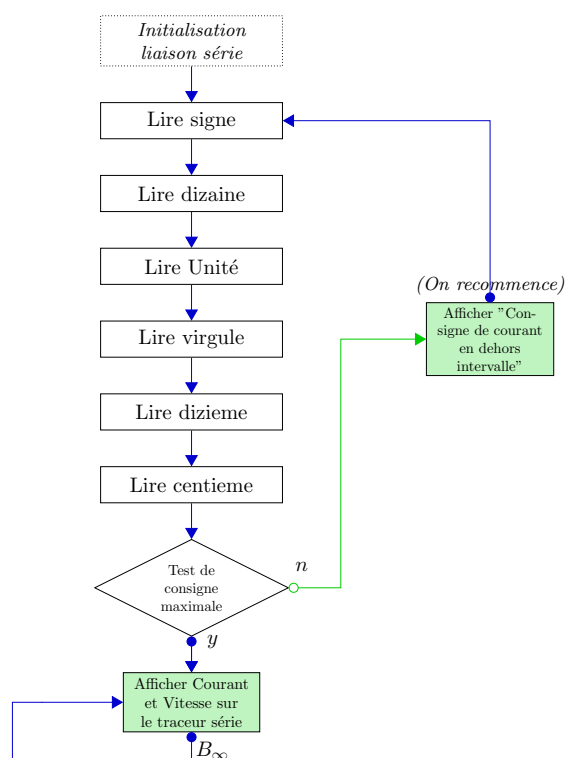 Initialisation
liaison série
Lire signe
Lire dizaine
Lire Unité
(On recommence)
Afficher "Con-
signe de courant
en dehors
intervalle"
Lire virgule
Lire dizieme
Lire centieme
n
Test de
consigne
maximale
y
Afficher Courant
et Vitesse sur
le traceur série
B∞